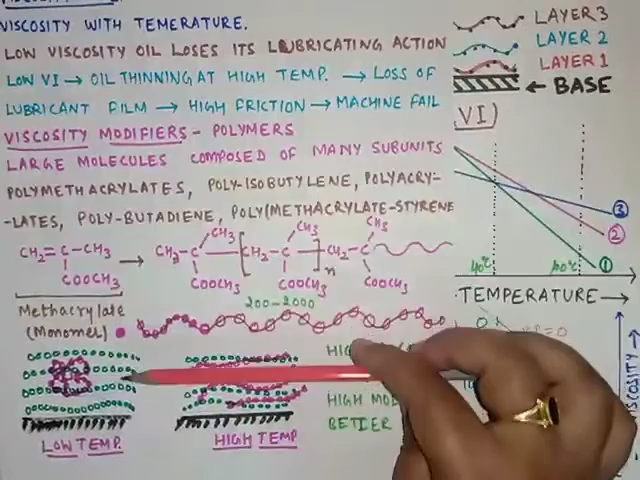 VISCOSITY WITH TEMERATURE.
LOW VISCOSITY OIL LOSES ITS LUBRICATING ACTION
LOW VI → OIL THINNING AT HIGH TEMP. → LOSS OF
LUBRICANT FILM → HIGH FRICTION → MACHINE FAIL
VISCOSITY MODIFIERS - POLYMERS
LARGE MOLECULES COMPOSED OF MANY SUBUNITS
POLYMETHACRYLATES, POLY-ISOBUTYLENE, POLYACRY-
-LATES, POLY-BUTADIENE, POLY(METHACRYLATE-STYRENE
CH₂=C-CH₃
COOCH₃
→
CH₃ CH₃ CH₃
CH₂-C-[CH₂-C-]n CH₂-C
COOCH₃ COOCH₃ COOCH₃
Methacrylate
(Monomer)
200-2000
LOW TEMP.
HIGH TEMP
BETTER
LAYER 3
LAYER 2
LAYER 1
← BASE
VI)
3
2
1
40°C
100°C
TEMPERATURE →
VISCOSITY